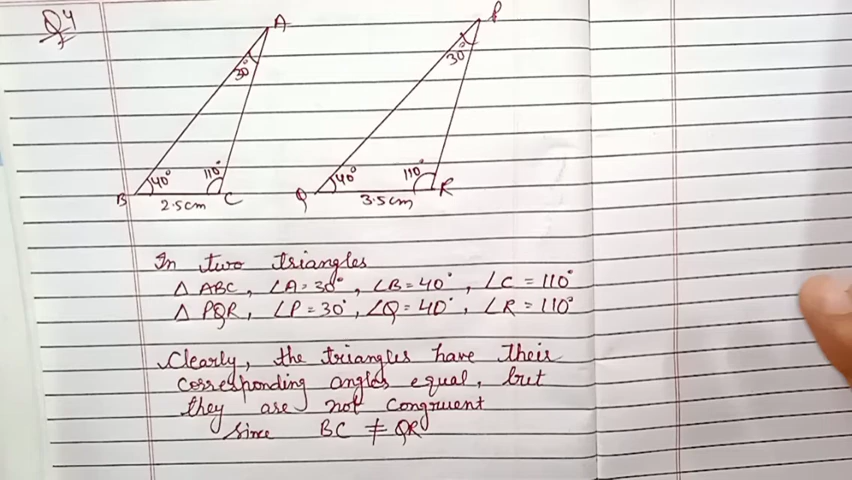 Q4
A
P
30°
30°
40°
110°
40°
110°
B
2.5cm
C
Q
3.5cm
R
In two triangles
△ ABC, ∠A = 30°, ∠B = 40°, ∠C = 110°
△ PQR, ∠P = 30°, ∠Q = 40°, ∠R = 110°
Clearly, the triangles have their
corresponding angles equal, but
they are not congruent
since BC ≠ QR